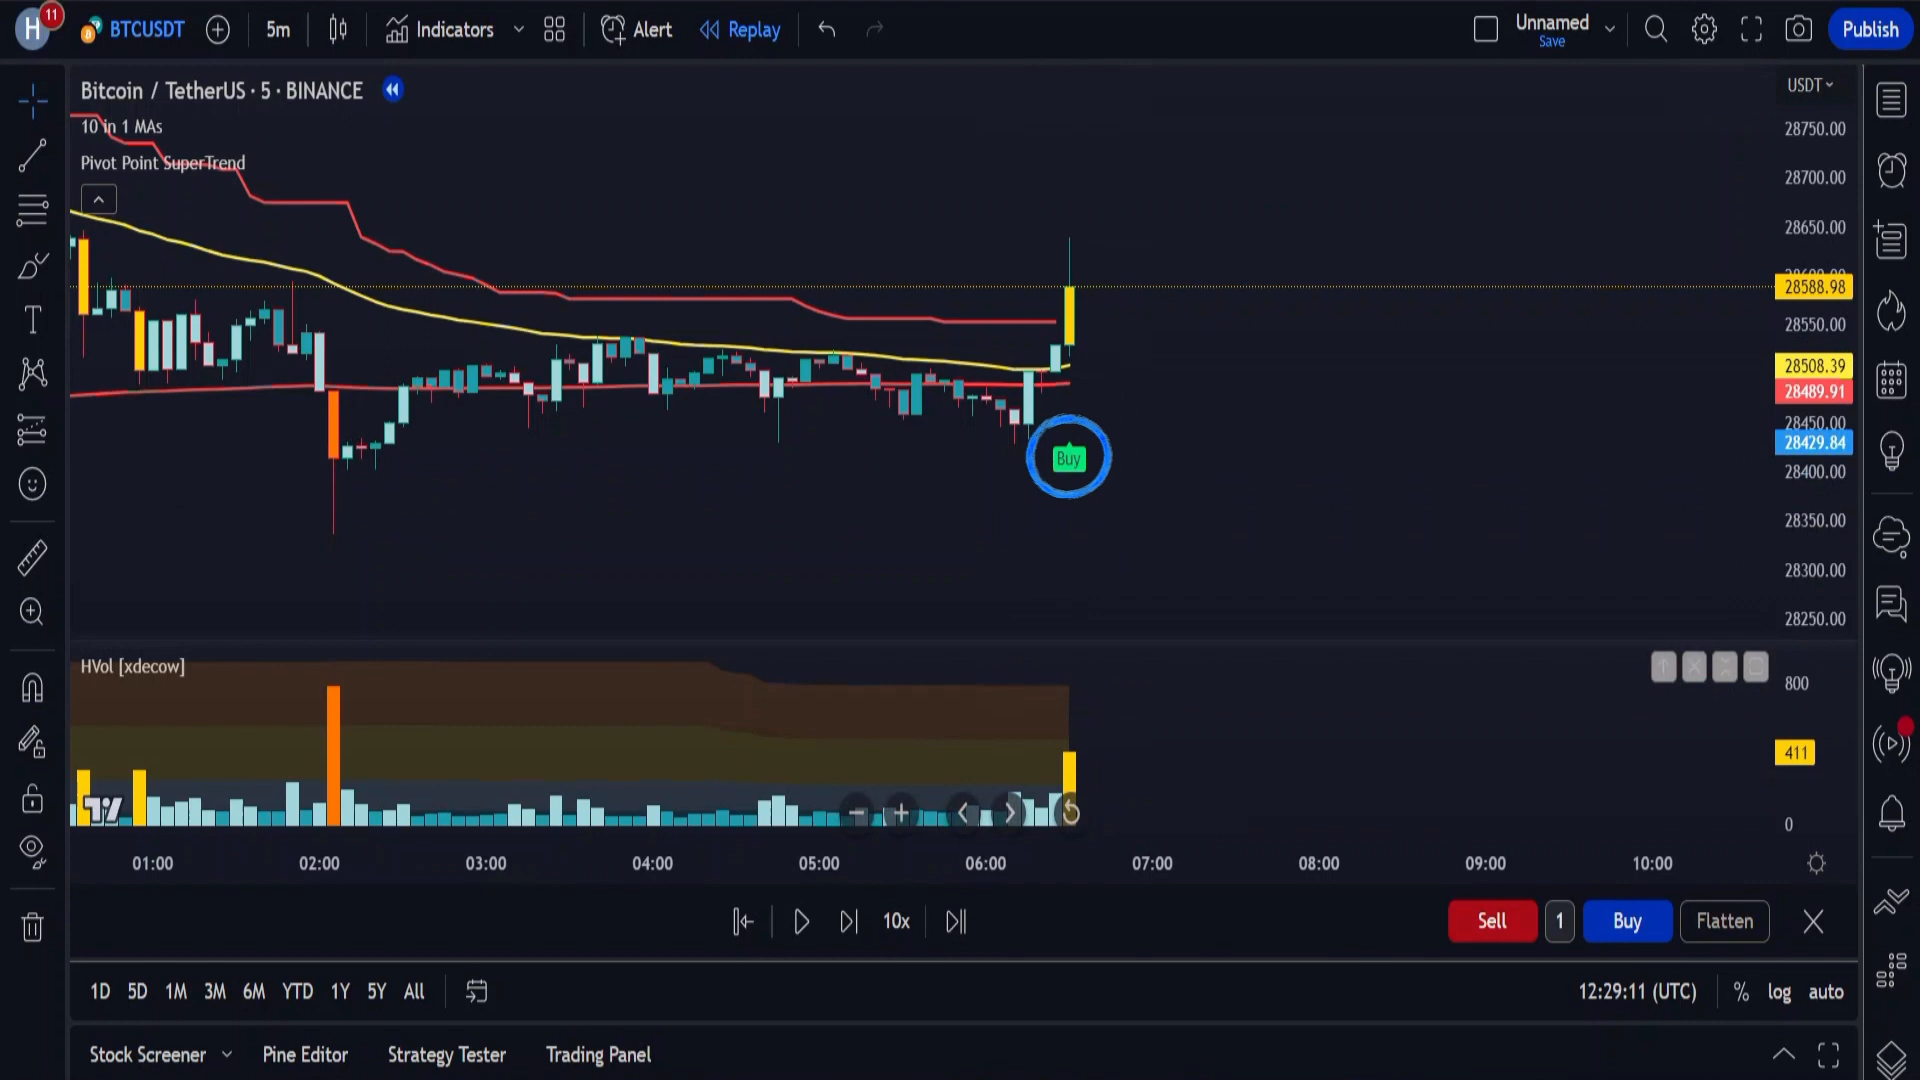 H 11 BTCUSDT 5m Indicators Alert Replay Unnamed Publish
Save
Bitcoin / TetherUS · 5 · BINANCE USDT
10 in 1 MAs
Pivot Point SuperTrend
28750.00
28700.00
28650.00
28600.00
28588.98
28550.00
28508.39
28489.91
28450.00
28429.84
28400.00
28350.00
28300.00
28250.00
Buy
HVol [xdecow]
800
411
0
01:00 02:00 03:00 04:00 05:00 06:00 07:00 08:00 09:00 10:00
10x Sell 1 Buy Flatten
1D 5D 1M 3M 6M YTD 1Y 5Y All 12:29:11 (UTC) % log auto
Stock Screener Pine Editor Strategy Tester Trading Panel